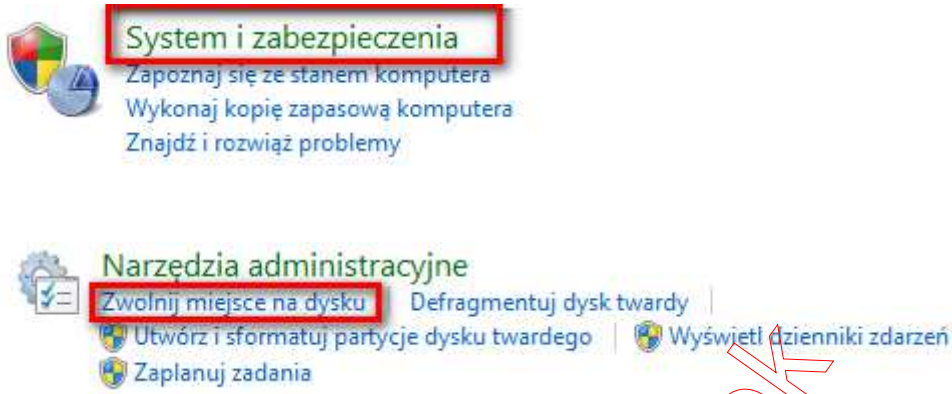 System i zabezpieczenia
Zapoznaj się ze stanem komputera
Wykonaj kopię zapasową komputera
Znajdź i rozwiąż problemy
Narzędzia administracyjne
Zwolnij miejsce na dysku Defragmentuj dysk twardy
Utwórz i sformatuj partycje dysku twardego Wyświetl dzienniki zdarzeń
Zaplanuj zadania